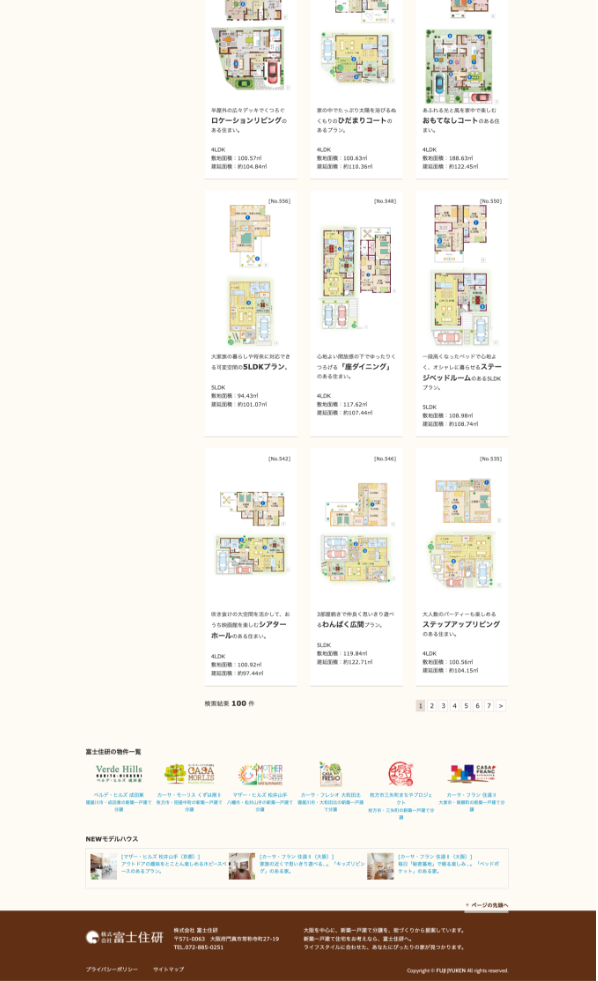 半屋外の広々デッキでくつろぐ
ロケーションリビングの
ある住まい。
4LDK
敷地面積：100.57㎡
建延面積：約104.84㎡
家の中でたっぷり太陽を浴びるぬ
くもりのひだまりコートの
あるプラン。
4LDK
敷地面積：100.63㎡
建延面積：約110.36㎡
あふれる光と風を家中で楽しむ
おもてなしコートのある住
まい。
4LDK
敷地面積：188.63㎡
建延面積：約122.45㎡
[No.550]
大家族の暮らしや将来に対応でき
る可変空間の5LDKプラン。
5LDK
敷地面積：94.43㎡
建延面積：約101.07㎡
[No.548]
心地よい開放感の下でゆったりく
つろげる「座ダイニング」
のある住まい。
4LDK
敷地面積：117.62㎡
建延面積：約107.44㎡
[No.550]
一段高くなったベッドで心地よ
く、オシャレに暮らせるステー
ジベッドルームのある5LDK
プラン。
5LDK
敷地面積：108.98㎡
建延面積：約108.74㎡
[No.542]
吹き抜けの大空間を活かして、お
うち映画館を楽しむシアター
ホールのある住まい。
4LDK
敷地面積：100.92㎡
建延面積：約97.44㎡
[No.546]
3部屋続きで仲良く思いきり遊べ
るわんぱく広間プラン。
5LDK
敷地面積：119.84㎡
建延面積：約122.71㎡
[No.535]
大人数のパーティーも楽しめる
ステップアップリビング
のある住まい。
4LDK
敷地面積：100.56㎡
建延面積：約104.15㎡
検索結果 100 件
1 2 3 4 5 6 7 >
富士住研の物件一覧
Verde Hills
ベルデ・ヒルズ 成田東
寝屋川市・成田東の新築一戸建て
分譲
CASA MORLIS
カーサ・モーリス くずは南Ⅱ
枚方市・招提中町の新築一戸建て
分譲
MOTHER HILLS
マザー・ヒルズ 松井山手
八幡市・松井山手の新築一戸建て
分譲
CASA FRESIO
カーサ・フレシオ 大和田北
寝屋川市・大和田北の新築一戸建
て分譲
枚方市三矢町まちやプロジェ
クト
枚方市・三矢町の新築一戸建て分
譲
CASA FRANC
カーサ・フラン 住道Ⅱ
大東市・泉町の新築一戸建て分
譲
NEWモデルハウス
[マザー・ヒルズ 松井山手（京都）]
アウトドアの趣味をとことん楽しめるホビースペ
ースのあるプラン。
[カーサ・フラン 住道Ⅱ（大阪）]
家族の近くで思いきり遊べる。。「キッズリビン
グ」のある家。
[カーサ・フラン 住道Ⅱ（大阪）]
毎日「秘密基地」で眠る楽しみ。。「ベッドポ
ケット」のある家。
ページの先頭へ
株式会社 富士住研
株式会社 富士住研
〒571-0063 大阪府門真市常称寺町27-19
TEL.072-885-0251
大阪を中心に、新築一戸建て分譲を、街づくりから提案しています。
新築一戸建て住宅をお考えなら、富士住研へ。
ライフスタイルに合わせた、あなたにぴったりの家が見つかります。
プライバシーポリシー サイトマップ
Copyright © FUJI JYUKEN All rights reserved.